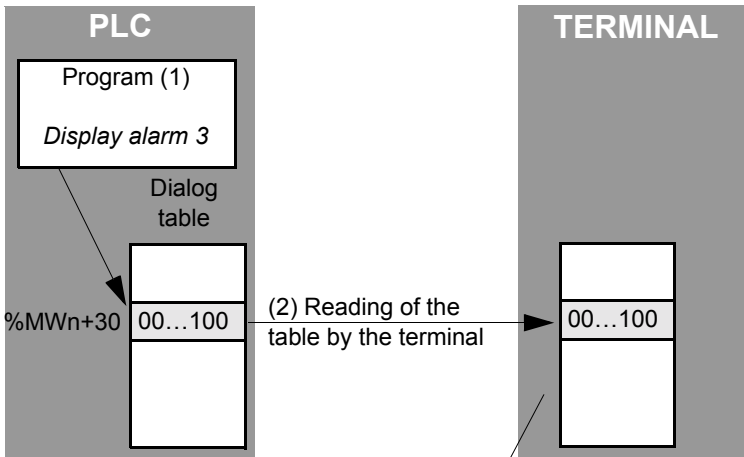 PLC
TERMINAL
Program (1)
Display alarm 3
Dialog
table
%MWn+30
00…100
(2) Reading of the
table by the terminal
00…100